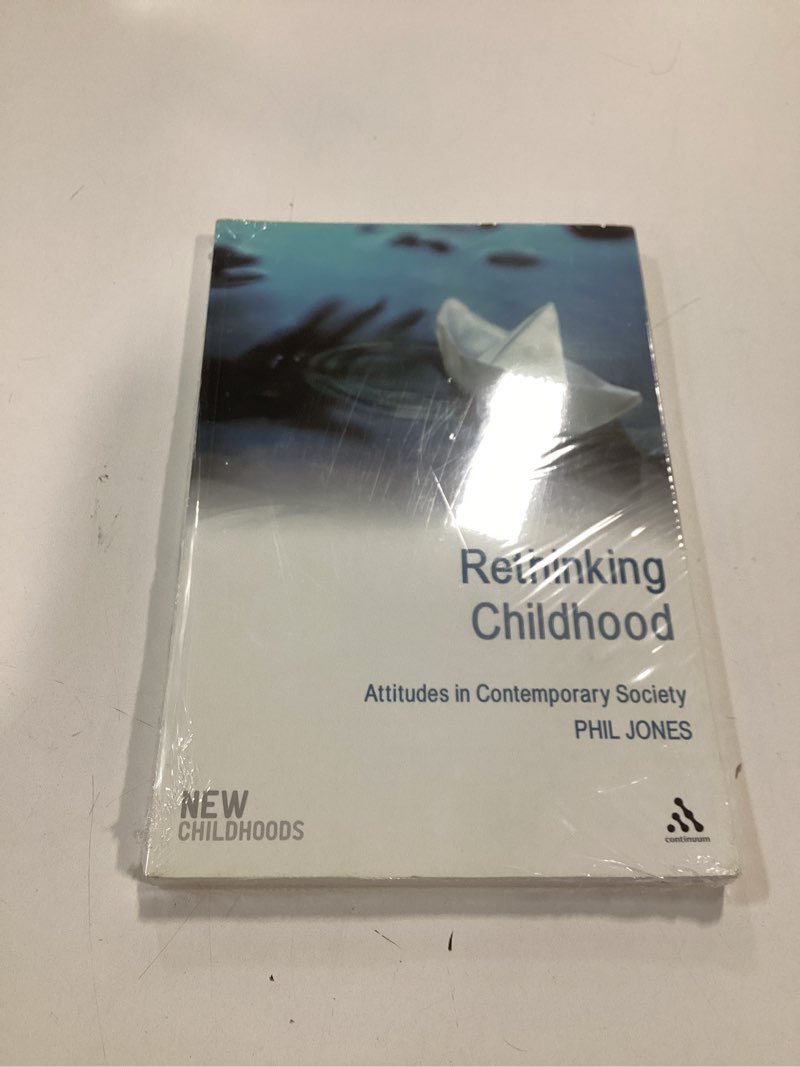 Rethinking
Childhood
Attitudes in Contemporary Society
PHIL JONES
NEW
CHILDHOODS
continuum